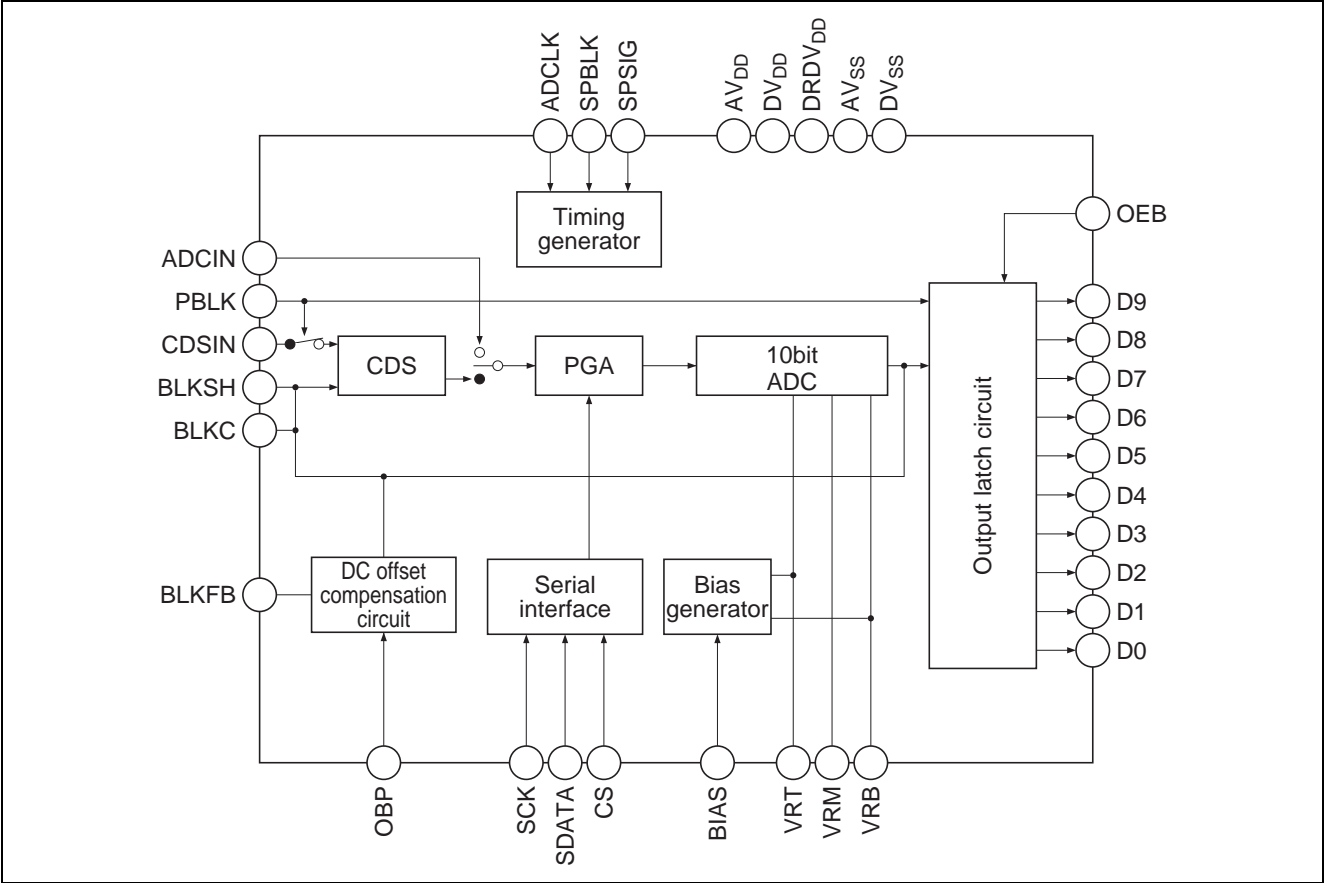 ADCLK
SPBLK
SPSIG
AVDD
DVDD
DRDVDD
AVSS
DVSS
Timing
generator
OEB
ADCIN
PBLK
CDSIN
BLKSH
BLKC
CDS
PGA
10bit
ADC
Output latch circuit
D9
D8
D7
D6
D5
D4
D3
D2
D1
D0
BLKFB
DC offset
compensation
circuit
Serial
interface
Bias
generator
OBP
SCK
SDATA
CS
BIAS
VRT
VRM
VRB